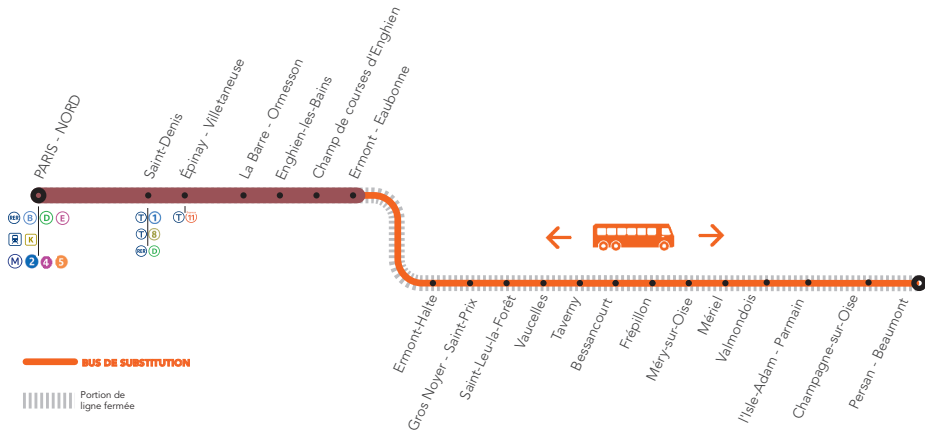 PARIS - NORD
Saint-Denis
Épinay - Villetaneuse
La Barre - Ormesson
Enghien-les-Bains
Champ de courses d'Enghien
Ermont - Eaubonne
RER B D E
K
M 2 4 5
T 1
T 8
RER D
T 11
Ermont-Halte
Gros Noyer - Saint-Prix
Saint-Leu-la-Forêt
Vaucelles
Taverny
Bessancourt
Frépillon
Méry-sur-Oise
Mériel
Valmondois
l'Isle-Adam - Parmain
Champagne-sur-Oise
Persan - Beaumont
BUS DE SUBSTITUTION
Portion de
ligne fermée